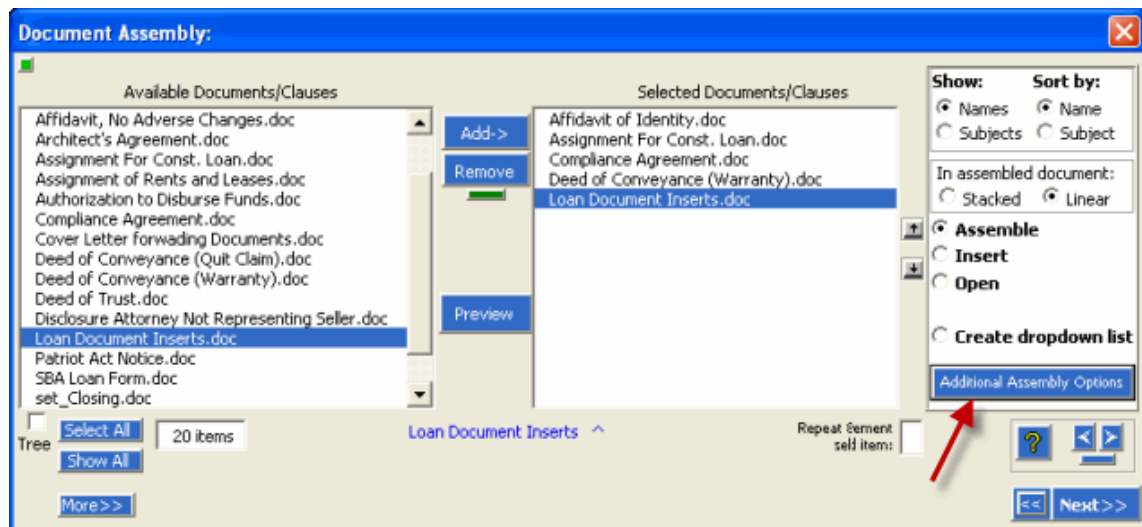 Document Assembly:
Available Documents/Clauses
Affidavit, No Adverse Changes.doc
Architect's Agreement.doc
Assignment For Const. Loan.doc
Assignment of Rents and Leases.doc
Authorization to Disburse Funds.doc
Compliance Agreement.doc
Cover Letter forwading Documents.doc
Deed of Conveyance (Quit Claim).doc
Deed of Conveyance (Warranty).doc
Deed of Trust.doc
Disclosure Attorney Not Representing Seller.doc
Loan Document Inserts.doc
Patriot Act Notice.doc
SBA Loan Form.doc
set_Closing.doc
Add->
Remove
Preview
Selected Documents/Clauses
Affidavit of Identity.doc
Assignment For Const. Loan.doc
Compliance Agreement.doc
Deed of Conveyance (Warranty).doc
Loan Document Inserts.doc
Show: Sort by:
Names Name
Subjects Subject
In assembled document:
Stacked Linear
Assemble
Insert
Open
Create dropdown list
Additional Assembly Options
Tree
Select All
20 items
Show All
More>>
Loan Document Inserts ^
Repeat
item:
?
< >
<< Next>>